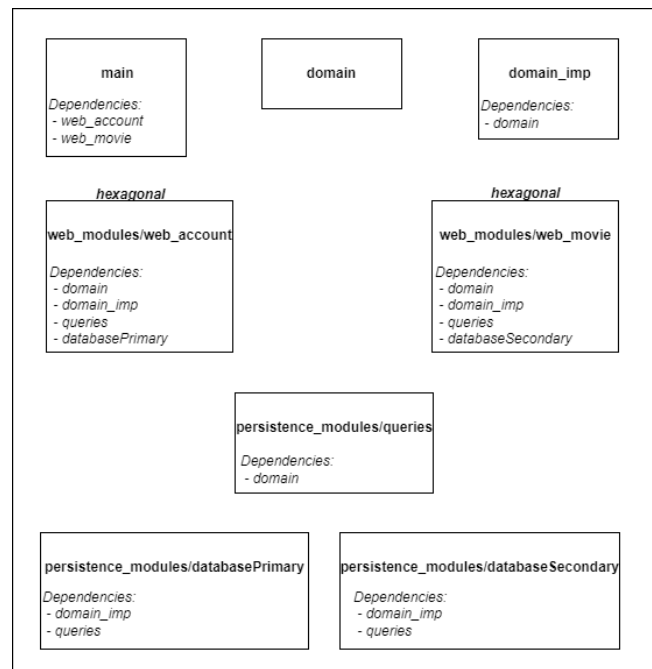 main
Dependencies:
- web_account
- web_movie
domain
domain_imp
Dependencies:
- domain
hexagonal
web_modules/web_account
Dependencies:
- domain
- domain_imp
- queries
- databasePrimary
hexagonal
web_modules/web_movie
Dependencies:
- domain
- domain_imp
- queries
- databaseSecondary
persistence_modules/queries
Dependencies:
- domain
persistence_modules/databasePrimary
Dependencies:
- domain_imp
- queries
persistence_modules/databaseSecondary
Dependencies:
- domain_imp
- queries